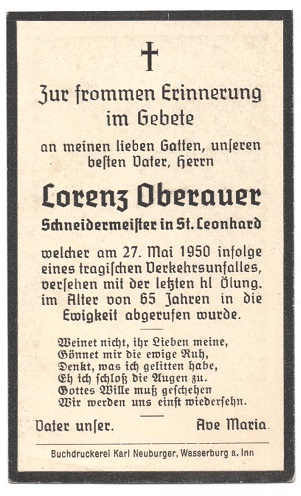 Zur frommen Erinnerung
im Gebete
an meinen lieben Gatten, unseren
besten Vater, Herrn
Lorenz Oberauer
Schneidermeister in St. Leonhard
welcher am 27. Mai 1950 infolge
eines tragischen Verkehrsunfalles,
versehen mit der letzten hl Ölung.
im Alter von 65 Jahren in die
Ewigkeit abgerufen wurde.
Weinet nicht, ihr Lieben meine,
Gönnet mir die ewige Ruh,
Denkt, was ich gelitten habe,
Eh ich schloß die Augen zu.
Gottes Wille muß geschehen
Wir werden uns einst wiedersehn.
Vater unser. Ave Maria.
Buchdruckerei Karl Neuburger, Wasserburg a. Inn